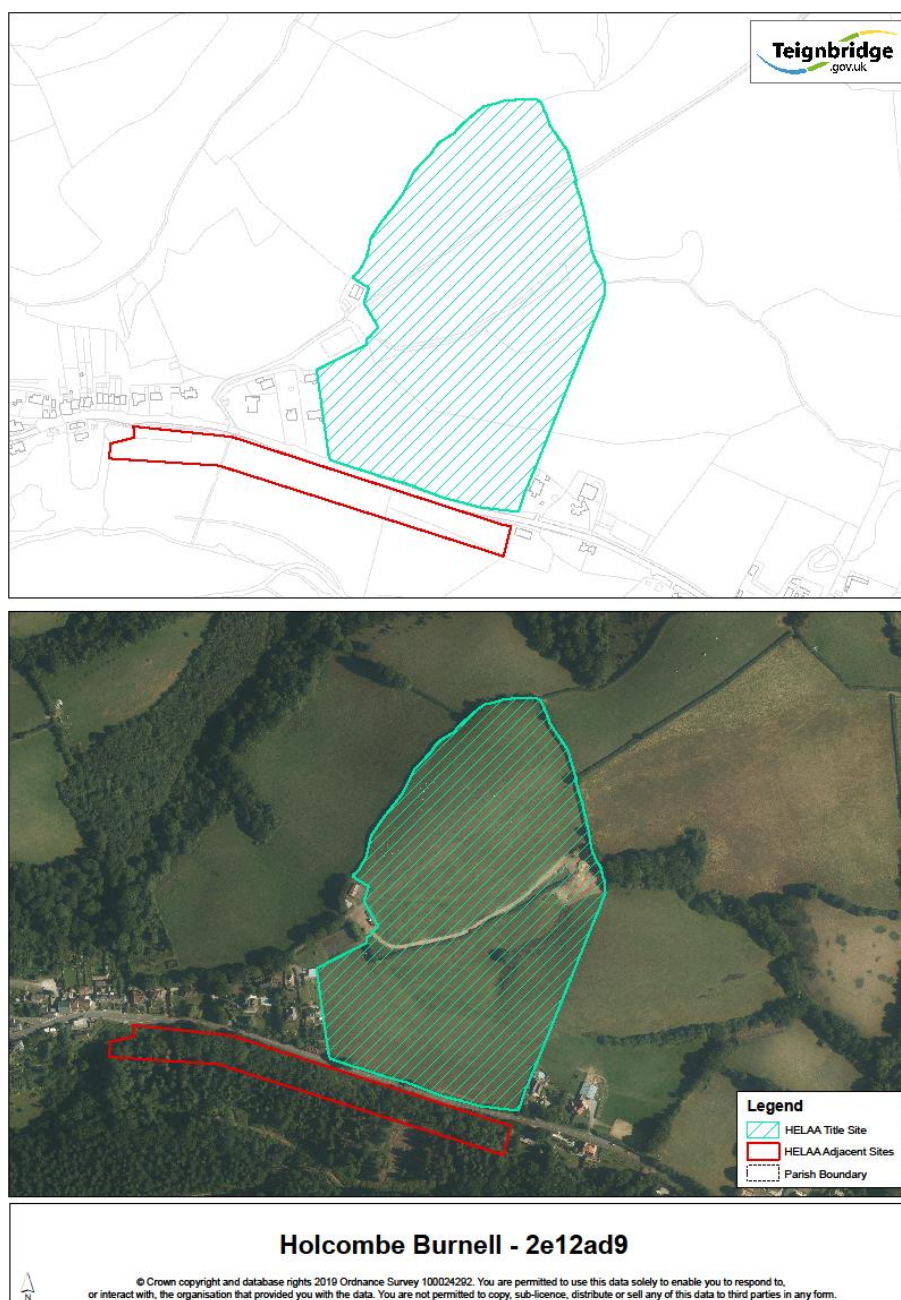 Teignbridge
.gov.uk
Legend
HELAA Title Site
HELAA Adjacent Sites
Parish Boundary
Holcombe Burnell - 2e12ad9
N
© Crown copyright and database rights 2019 Ordnance Survey 100024292. You are permitted to use this data solely to enable you to respond to,
or interact with, the organisation that provided you with the data. You are not permitted to copy, sub-licence, distribute or sell any of this data to third parties in any form.